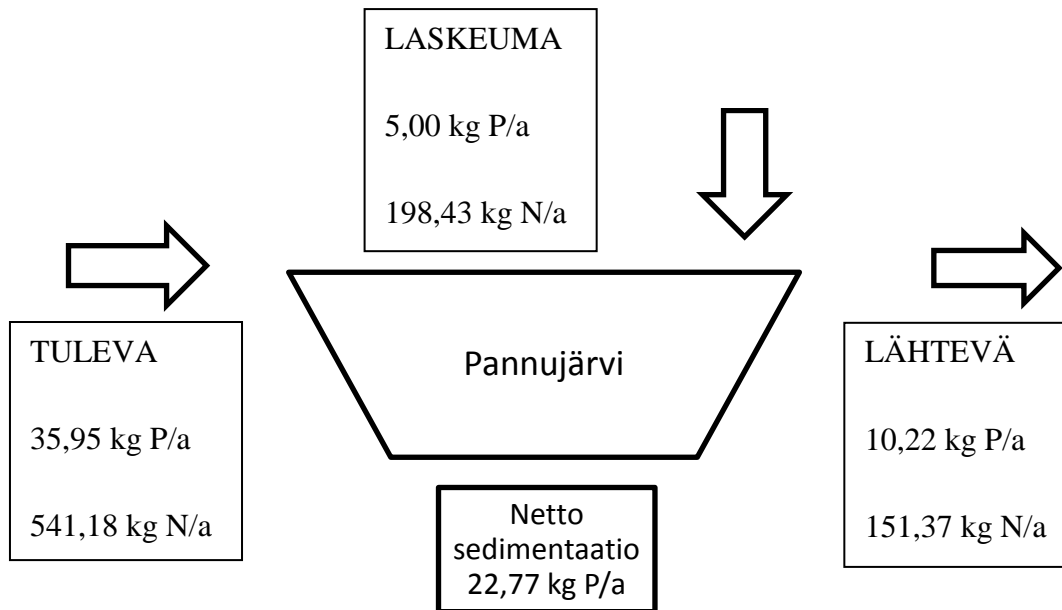 LASKEUMA
5,00 kg P/a
198,43 kg N/a
TULEVA
35,95 kg P/a
541,18 kg N/a
Pannujärvi
LÄHTEVÄ
10,22 kg P/a
151,37 kg N/a
Netto
sedimentaatio
22,77 kg P/a